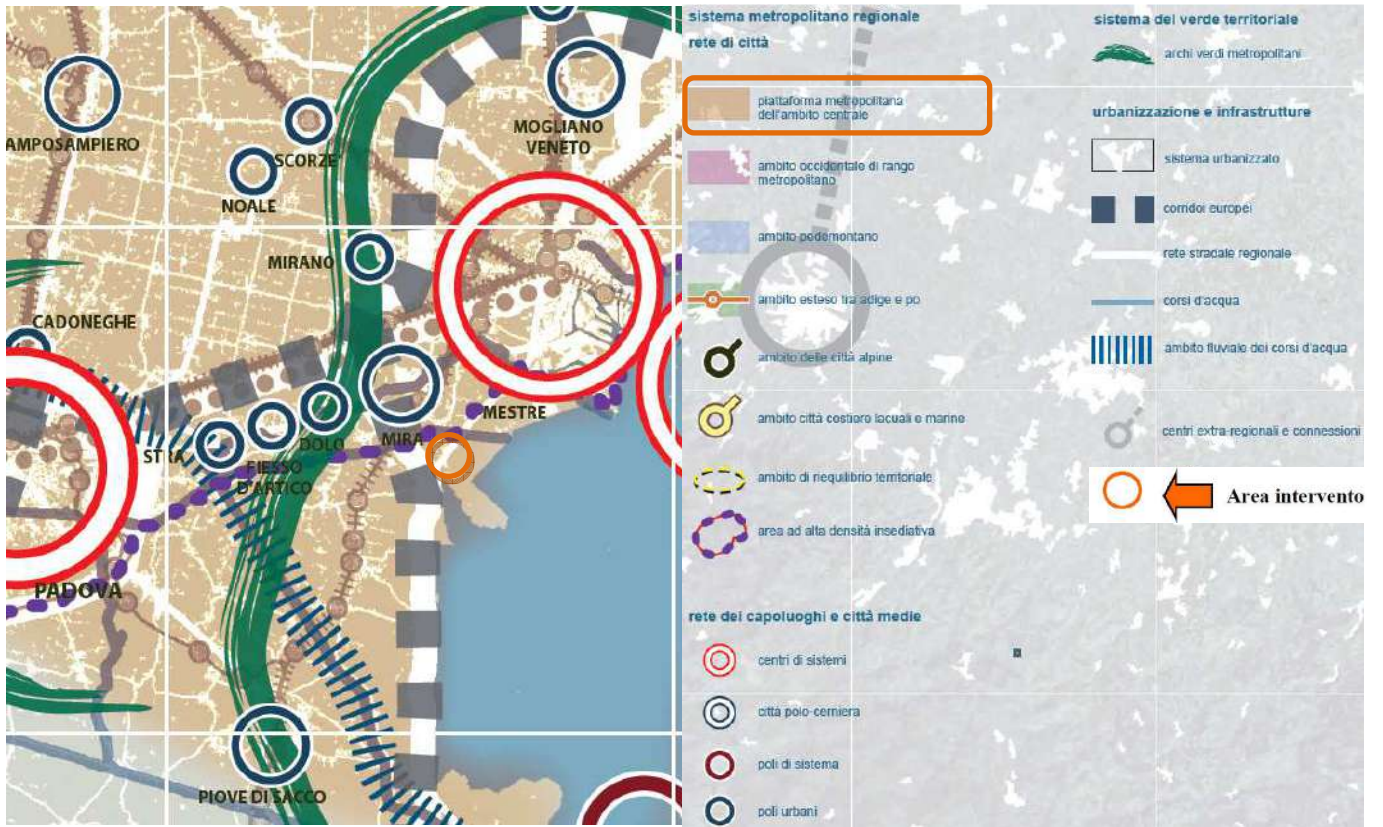 AMPOSAMPIERO
SCORZE'
NOALE
MOGLIANO
VENETO
MIRANO
CADONEGHE
MESTRE
STRA
FIESSO
D'ARTICO
DOLO
MIRA
PADOVA
PIOVE DI SACCO
sistema metropolitano regionale
rete di città
piattaforma metropolitana
dell'ambito centrale
ambito occidentale di rango
metropolitano
ambito pedemontano
ambito esteso tra adige e po
ambito delle città alpine
ambito città costiere lacuali e marine
ambito di riequilibrio territoriale
area ad alta densità insediativa
rete dei capoluoghi e città medie
centri di sistemi
città polo-cerniera
poli di sistema
poli urbani
sistema del verde territoriale
archi verdi metropolitani
urbanizzazione e infrastrutture
sistema urbanizzato
corridoi europei
rete stradale regionale
corsi d'acqua
ambito fluviale dei corsi d'acqua
centri extra-regionali e connessioni
Area intervento